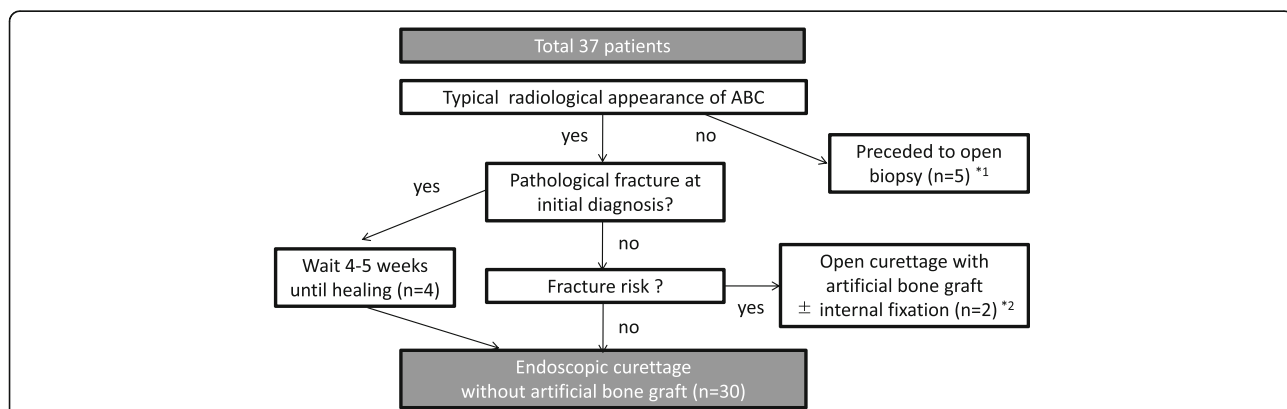 Total 37 patients
Typical radiological appearance of ABC
yes
no
Preceded to open
biopsy (n=5) *1
yes
Pathological fracture at
initial diagnosis?
no
Wait 4-5 weeks
until healing (n=4)
Fracture risk ?
yes
Open curettage with
artificial bone graft
± internal fixation (n=2) *2
no
Endoscopic curettage
without artificial bone graft (n=30)